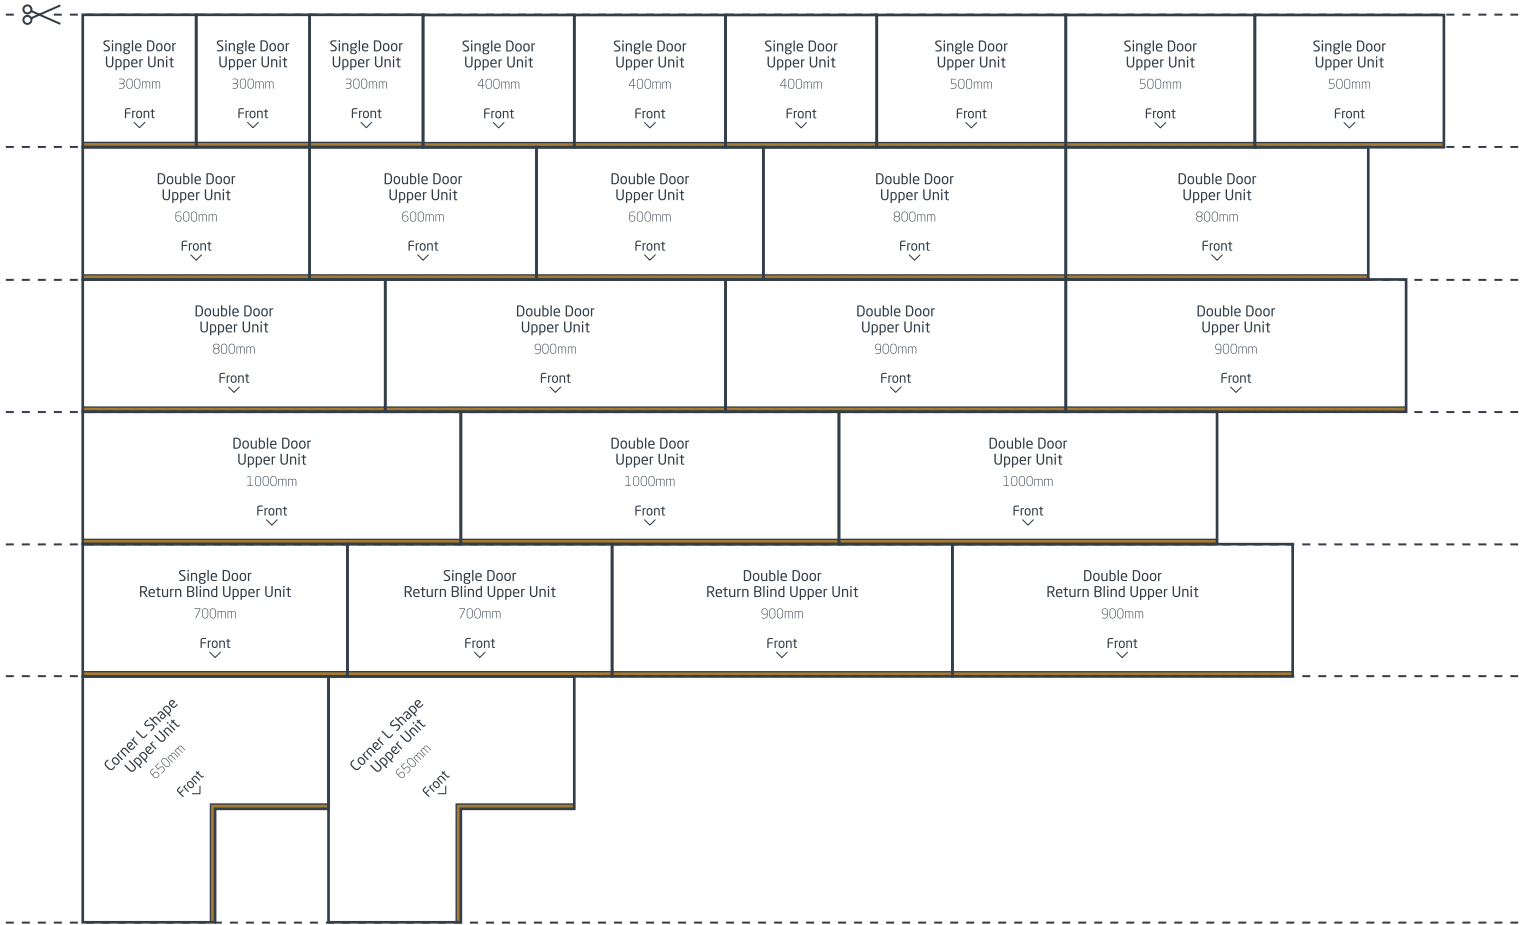 Single Door
Upper Unit
300mm
Front
Single Door
Upper Unit
300mm
Front
Single Door
Upper Unit
300mm
Front
Single Door
Upper Unit
400mm
Front
Single Door
Upper Unit
400mm
Front
Single Door
Upper Unit
400mm
Front
Single Door
Upper Unit
500mm
Front
Single Door
Upper Unit
500mm
Front
Single Door
Upper Unit
500mm
Front
Double Door
Upper Unit
600mm
Front
Double Door
Upper Unit
600mm
Front
Double Door
Upper Unit
600mm
Front
Double Door
Upper Unit
800mm
Front
Double Door
Upper Unit
800mm
Front
Double Door
Upper Unit
800mm
Front
Double Door
Upper Unit
900mm
Front
Double Door
Upper Unit
900mm
Front
Double Door
Upper Unit
900mm
Front
Double Door
Upper Unit
1000mm
Front
Double Door
Upper Unit
1000mm
Front
Double Door
Upper Unit
1000mm
Front
Single Door
Return Blind Upper Unit
700mm
Front
Single Door
Return Blind Upper Unit
700mm
Front
Double Door
Return Blind Upper Unit
900mm
Front
Double Door
Return Blind Upper Unit
900mm
Front
Corner L Shape
Upper Unit
650mm
Front
Corner L Shape
Upper Unit
650mm
Front